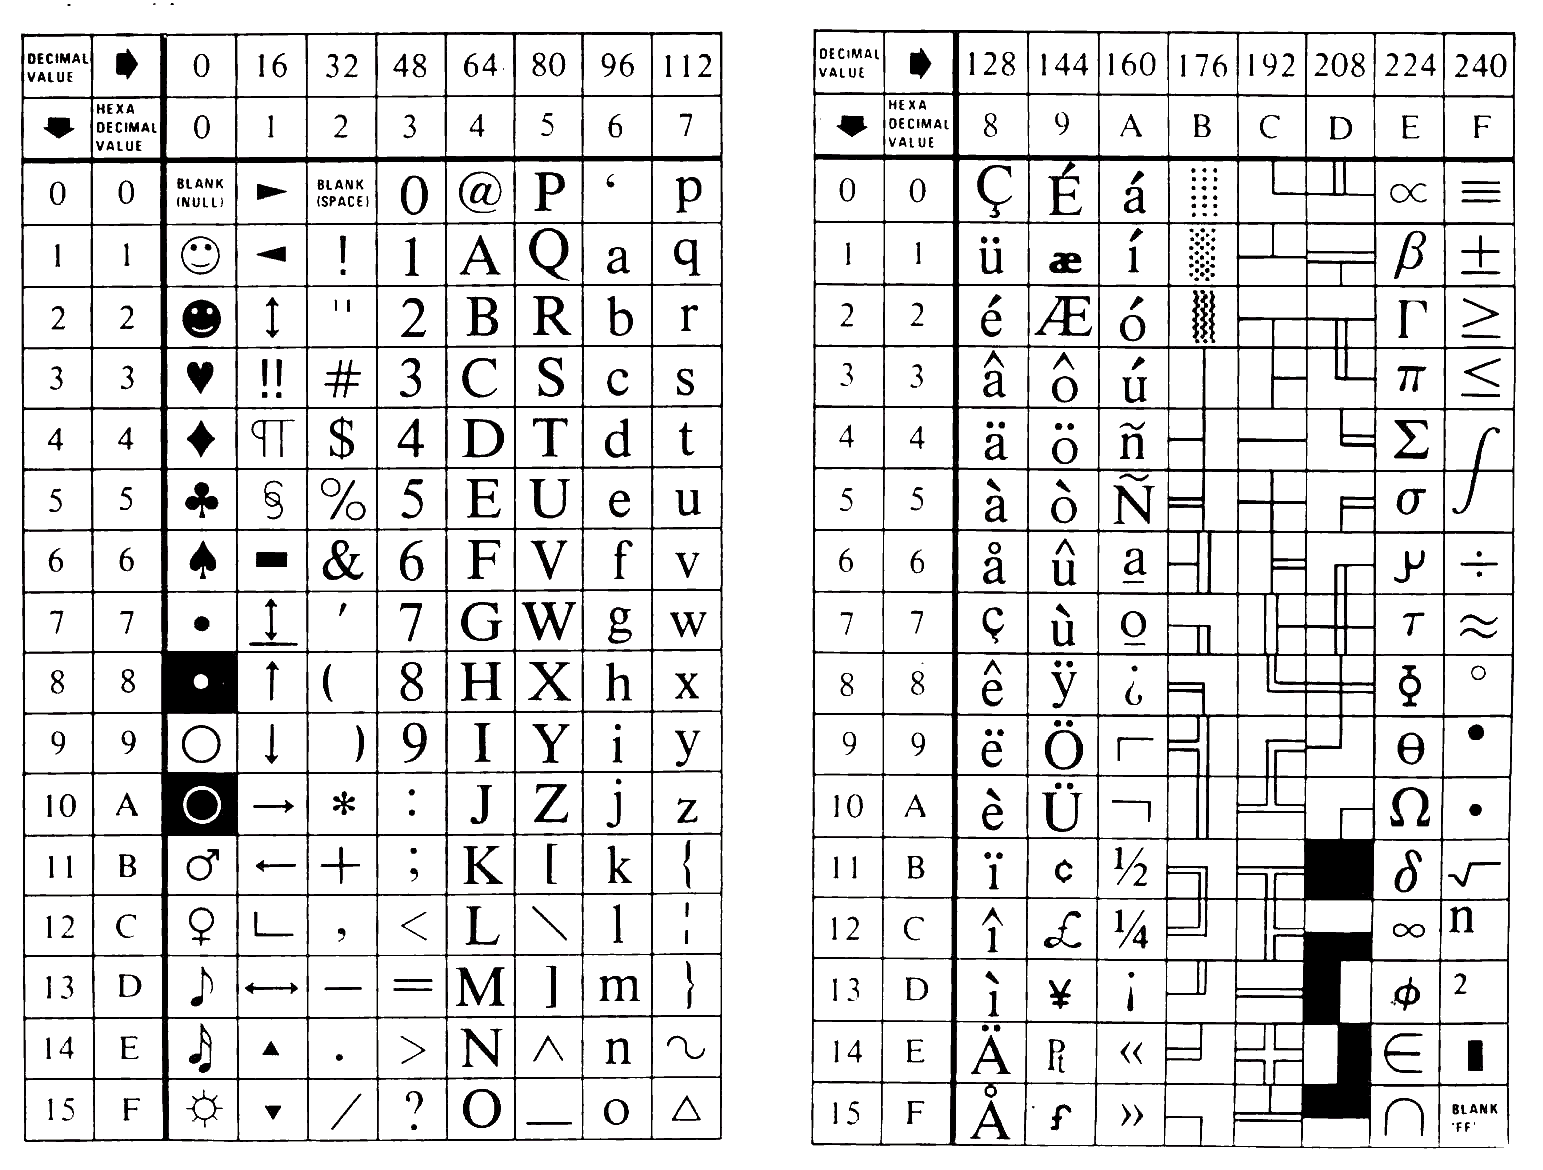 DECIMAL VALUE 0 16 32 48 64 80 96 112
HEXA DECIMAL VALUE 0 1 2 3 4 5 6 7
0 0 BLANK (NULL) ► BLANK (SPACE) 0 @ P ‘ p
1 1 ☺ ◄ ! 1 A Q a q
2 2 ☻ ↕ " 2 B R b r
3 3 ♥ ‼ # 3 C S c s
4 4 ♦ ¶ $ 4 D T d t
5 5 ♣ § % 5 E U e u
6 6 ♠ ▬ & 6 F V f v
7 7 • ↨ ' 7 G W g w
8 8 ◘ ↑ ( 8 H X h x
9 9 ○ ↓ ) 9 I Y i y
10 A ◙ → * : J Z j z
11 B ♂ ← + ; K [ k {
12 C ♀ ∟ , < L \ l ¦
13 D ♪ ↔ — = M ] m }
14 E ♫ ▲ . > N ∧ n ~
15 F ☼ ▼ / ? O _ o △
DECIMAL VALUE 128 144 160 176 192 208 224 240
HEXA DECIMAL VALUE 8 9 A B C D E F
0 0 Ç É á ░ └ ╨ ∝ ≡
1 1 ü æ í ▒ ┴ ╤ β ±
2 2 é Æ ó ▓ ┬ ╥ Γ ≥
3 3 â ô ú │ ├ ╙ π ≤
4 4 ä ö ñ ┤ ─ ╘ Σ ⌠
5 5 à ò Ñ ╡ ┼ ╒ σ ⌡
6 6 å û a ╢ ╞ ╓ μ ÷
7 7 ç ù o ╖ ╟ ╫ τ ≈
8 8 ê ÿ ¿ ╕ ╚ ╪ Φ °
9 9 ë Ö ⌐ ╣ ╔ ┘ θ •
10 A è Ü ¬ ║ ╩ ┌ Ω •
11 B ï ¢ ½ ╗ ╦ █ δ √
12 C î £ ¼ ╝ ╠ ▄ ∞ n
13 D ì ¥ ¡ ╜ ═ ▌ φ 2
14 E Ä ₧ « ╛ ╬ ▐ ∈ ▮
15 F Å ƒ » ┐ ╧ ▀ ∩ BLANK 'FF'